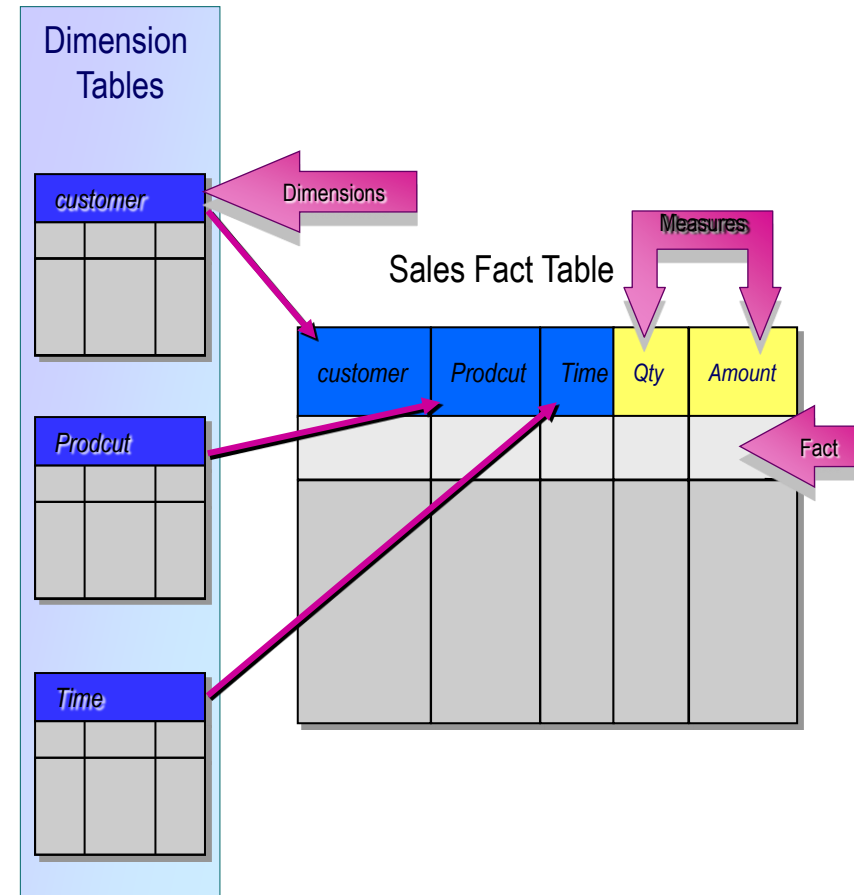 Dimension
Tables
customer
Dimensions
Measures
Sales Fact Table
customer Prodcut Time Qty Amount
Prodcut
Fact
Time